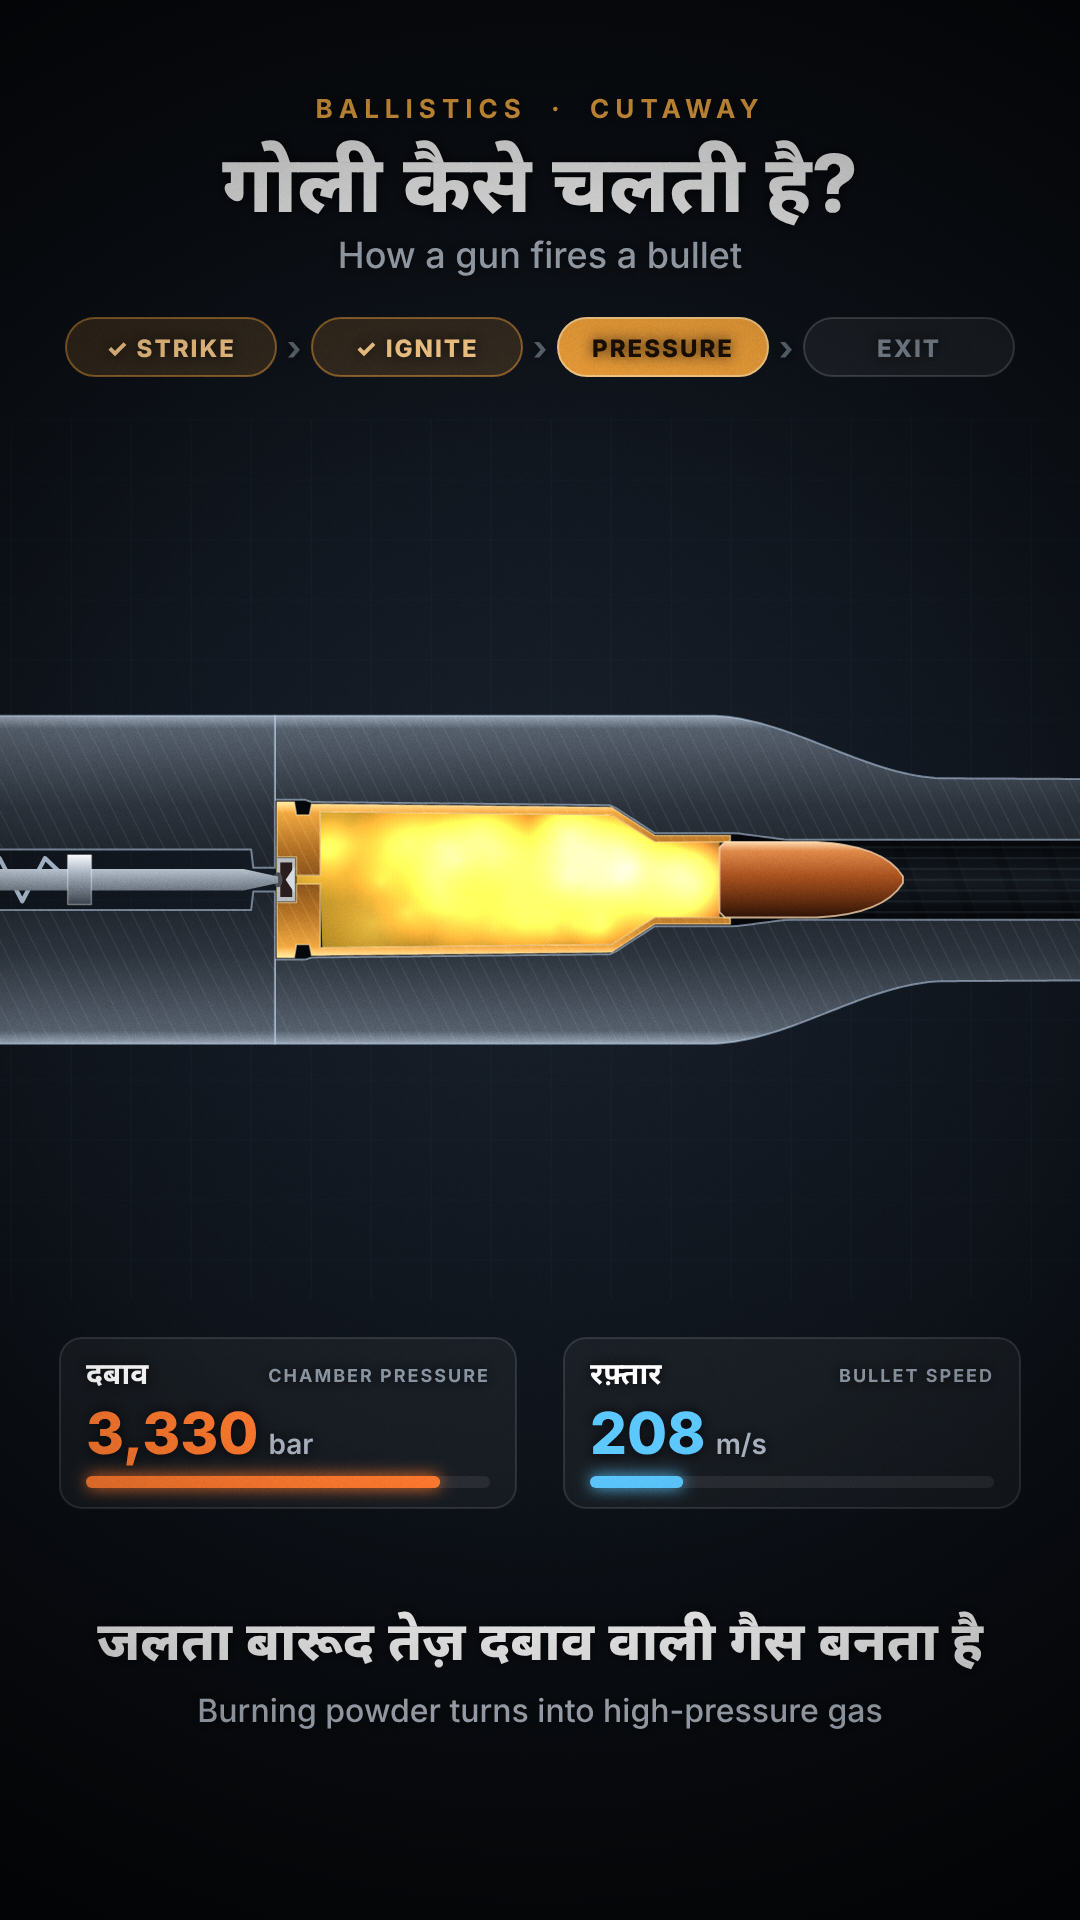 BALLISTICS · CUTAWAY
गोली कैसे चलती है?
How a gun fires a bullet
✓ STRIKE › ✓ IGNITE › PRESSURE › EXIT
दबाव CHAMBER PRESSURE
3,330 bar
रफ़्तार BULLET SPEED
208 m/s
जलता बारूद तेज़ दबाव वाली गैस बनता है
Burning powder turns into high-pressure gas